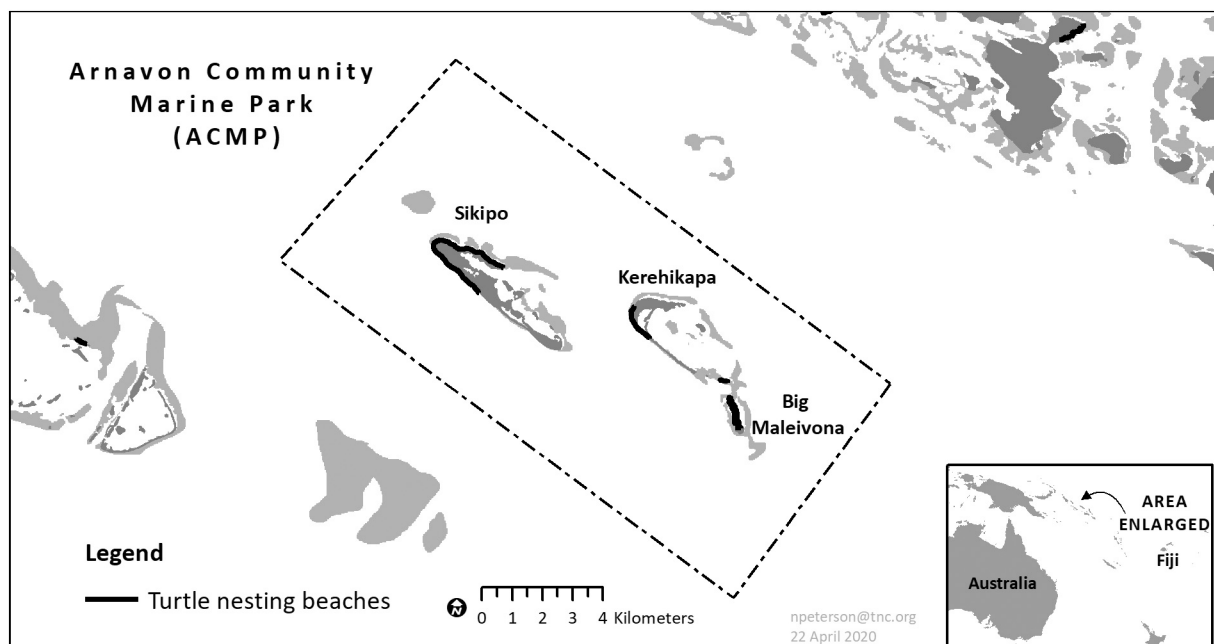 Arnavon Community
Marine Park
(ACMP)
Sikipo
Kerehikapa
Big
Maleivona
Legend
Turtle nesting beaches
N
0 1 2 3 4 Kilometers
npeterson@tnc.org
22 April 2020
AREA
ENLARGED
Fiji
Australia